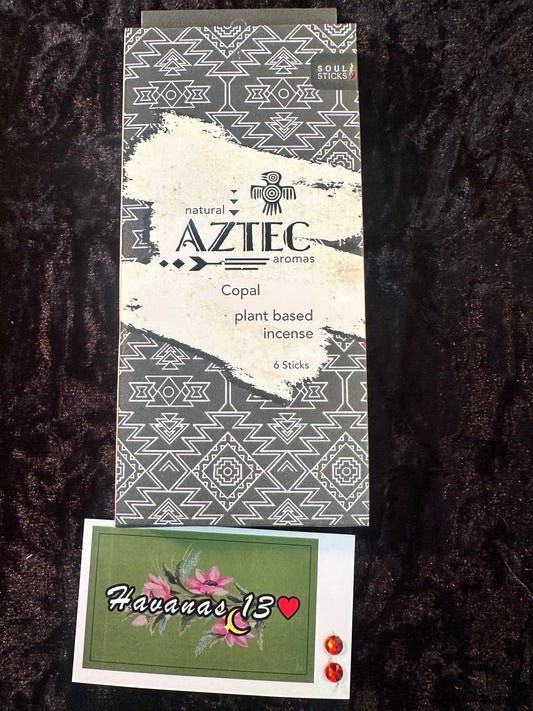 SOUL
STICKS
natural
AZTEC
aromas
Copal
plant based
incense
6 Sticks
Havanas 13❤️